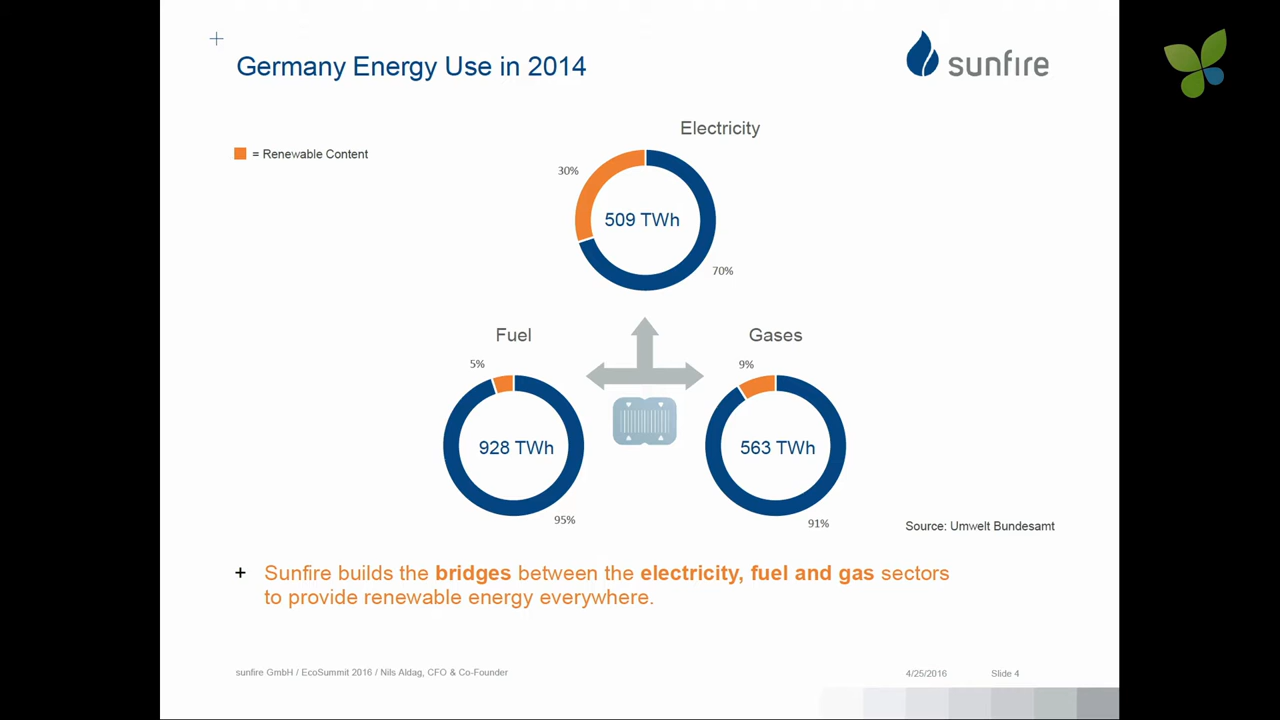 Germany Energy Use in 2014
sunfire
= Renewable Content
Electricity
30%
509 TWh
70%
Fuel
5%
928 TWh
95%
Gases
9%
563 TWh
91%
Source: Umwelt Bundesamt
+ Sunfire builds the bridges between the electricity, fuel and gas sectors
to provide renewable energy everywhere.
sunfire GmbH / EcoSummit 2016 / Nils Aldag, CFO & Co-Founder
4/25/2016
Slide 4